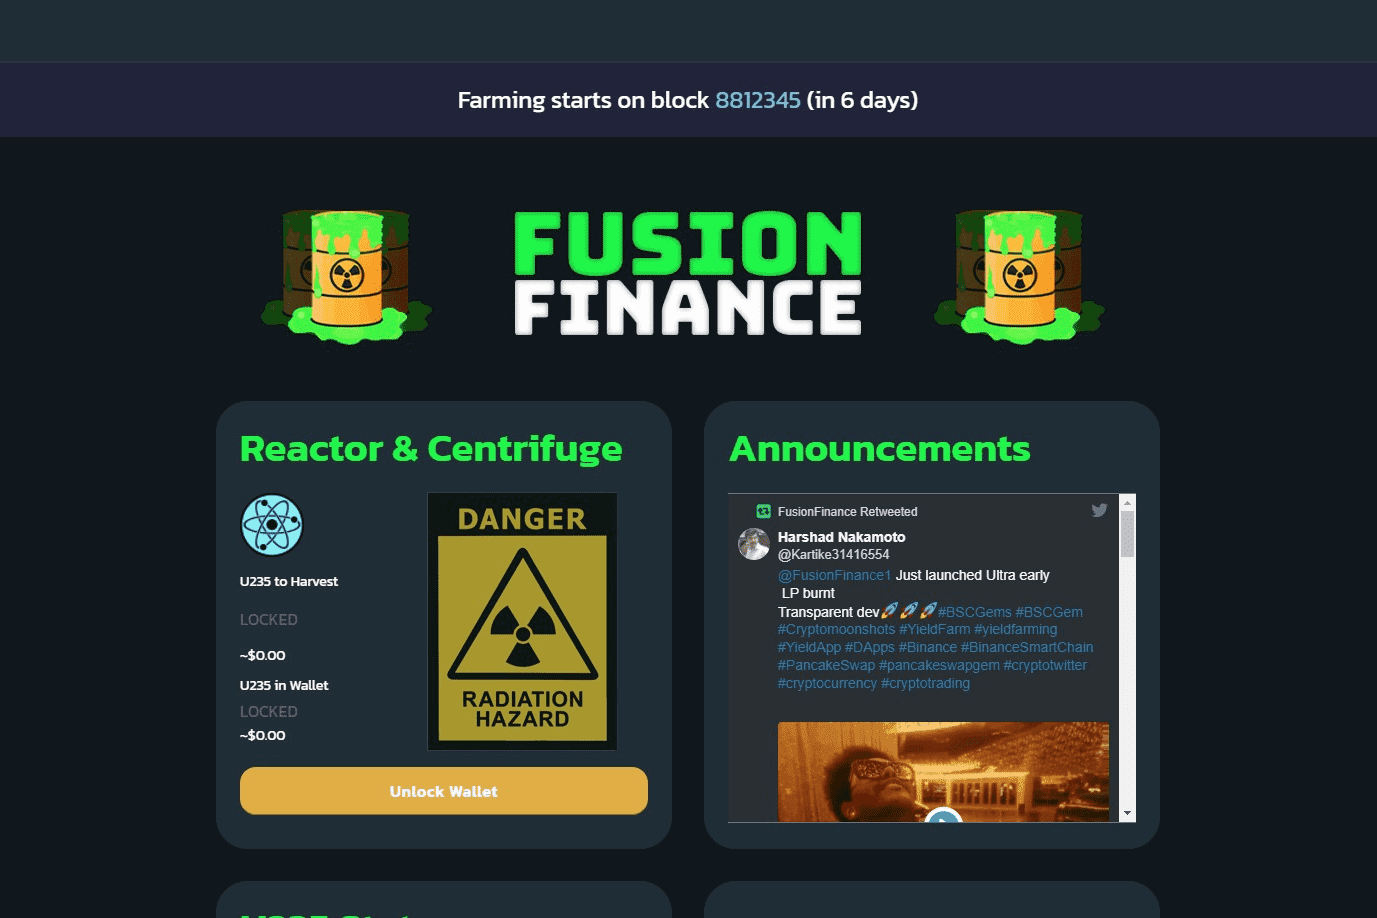 Farming starts on block 8812345 (in 6 days)
FUSION
FINANCE
Reactor & Centrifuge
U235 to Harvest
LOCKED
~$0.00
U235 in Wallet
LOCKED
~$0.00
DANGER
RADIATION
HAZARD
Unlock Wallet
Announcements
FusionFinance Retweeted
Harshad Nakamoto
@Kartike31416554
@FusionFinance1 Just launched Ultra early
LP burnt
Transparent dev🚀🚀🚀#BSCGems #BSCGem
#Cryptomoonshots #YieldFarm #yieldfarming
#YieldApp #DApps #Binance #BinanceSmartChain
#PancakeSwap #pancakeswapgem #cryptotwitter
#cryptocurrency #cryptotrading